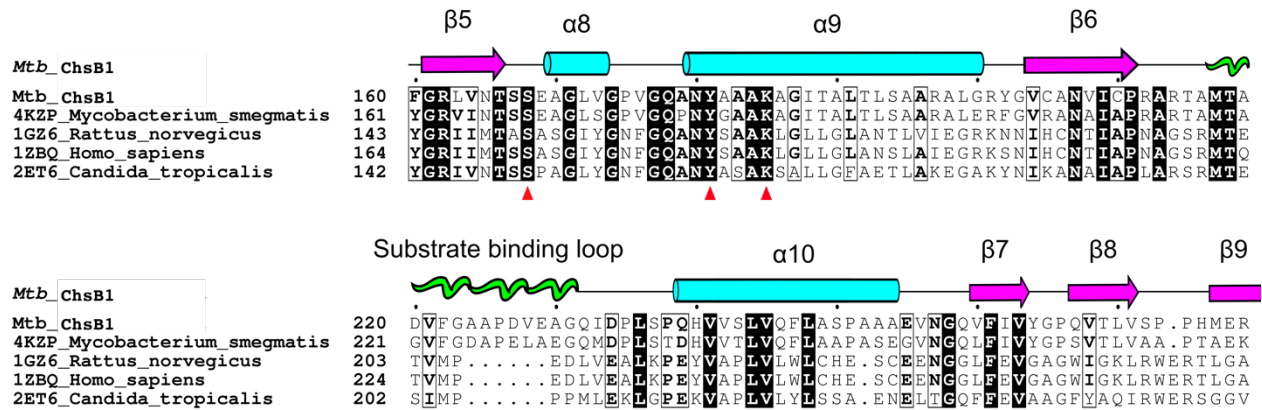 β5 α8 α9 β6
Mtb_ChsB1
Mtb_ChsB1 160 FGRLVNTSSEAGLVGPVGQANYAAAKAGITALTLSAARALGRYGVCANVICPRARTAMTA
4KZP_Mycobacterium_smegmatis 161 YGRVINTSSEAGLSGPVGQPNYGAAKAGITALTLSAARALERFGVRANAIAPRARTAMTA
1GZ6_Rattus_norvegicus 143 YGRIIMTASASGIYGNFGQANYSAAKLGLLGLANTLVIEGRKNNIHCNTIAPNAGSRMTE
1ZBQ_Homo_sapiens 164 YGRIIMTSSASGIYGNFGQANYSAAKLGLLGLANSLAIEGRKSNIHCNTIAPNAGSRMTQ
2ET6_Candida_tropicalis 142 YGRIVNTSSPAGLYGNFGQANYASAKSALLGFAETLAKEGAKYNIKANAIAPLARSRMTE
Substrate binding loop α10 β7 β8 β9
Mtb_ChsB1
Mtb_ChsB1 220 DVFGAAPDVEAGQIDPLSPQHVVSLVQFLASPAAAEVNGQVFIVYGPQVTLVSP.PHMER
4KZP_Mycobacterium_smegmatis 221 GVFGDAPELAEGQMDPLSTDHVVTLVRFLSSPASEGVNGQLFIVYGPSVTLVAA.PTAEK
1GZ6_Rattus_norvegicus 203 TVMP......EDLVEALKPEYVAPLVLWLCHE.SCEENGGLFEVGAGWIGKLRWERTLGA
1ZBQ_Homo_sapiens 224 TVMP......EDLVEALKPEYVAPLVLWLCHE.SCEENGGLFEVGAGWIGKLRWERTLGA
2ET6_Candida_tropicalis 202 SIMP......PPMLEKLGPEKVAPLVLYLSSA.ENELTGQFFEVAAGFYAQIRWERSGGV